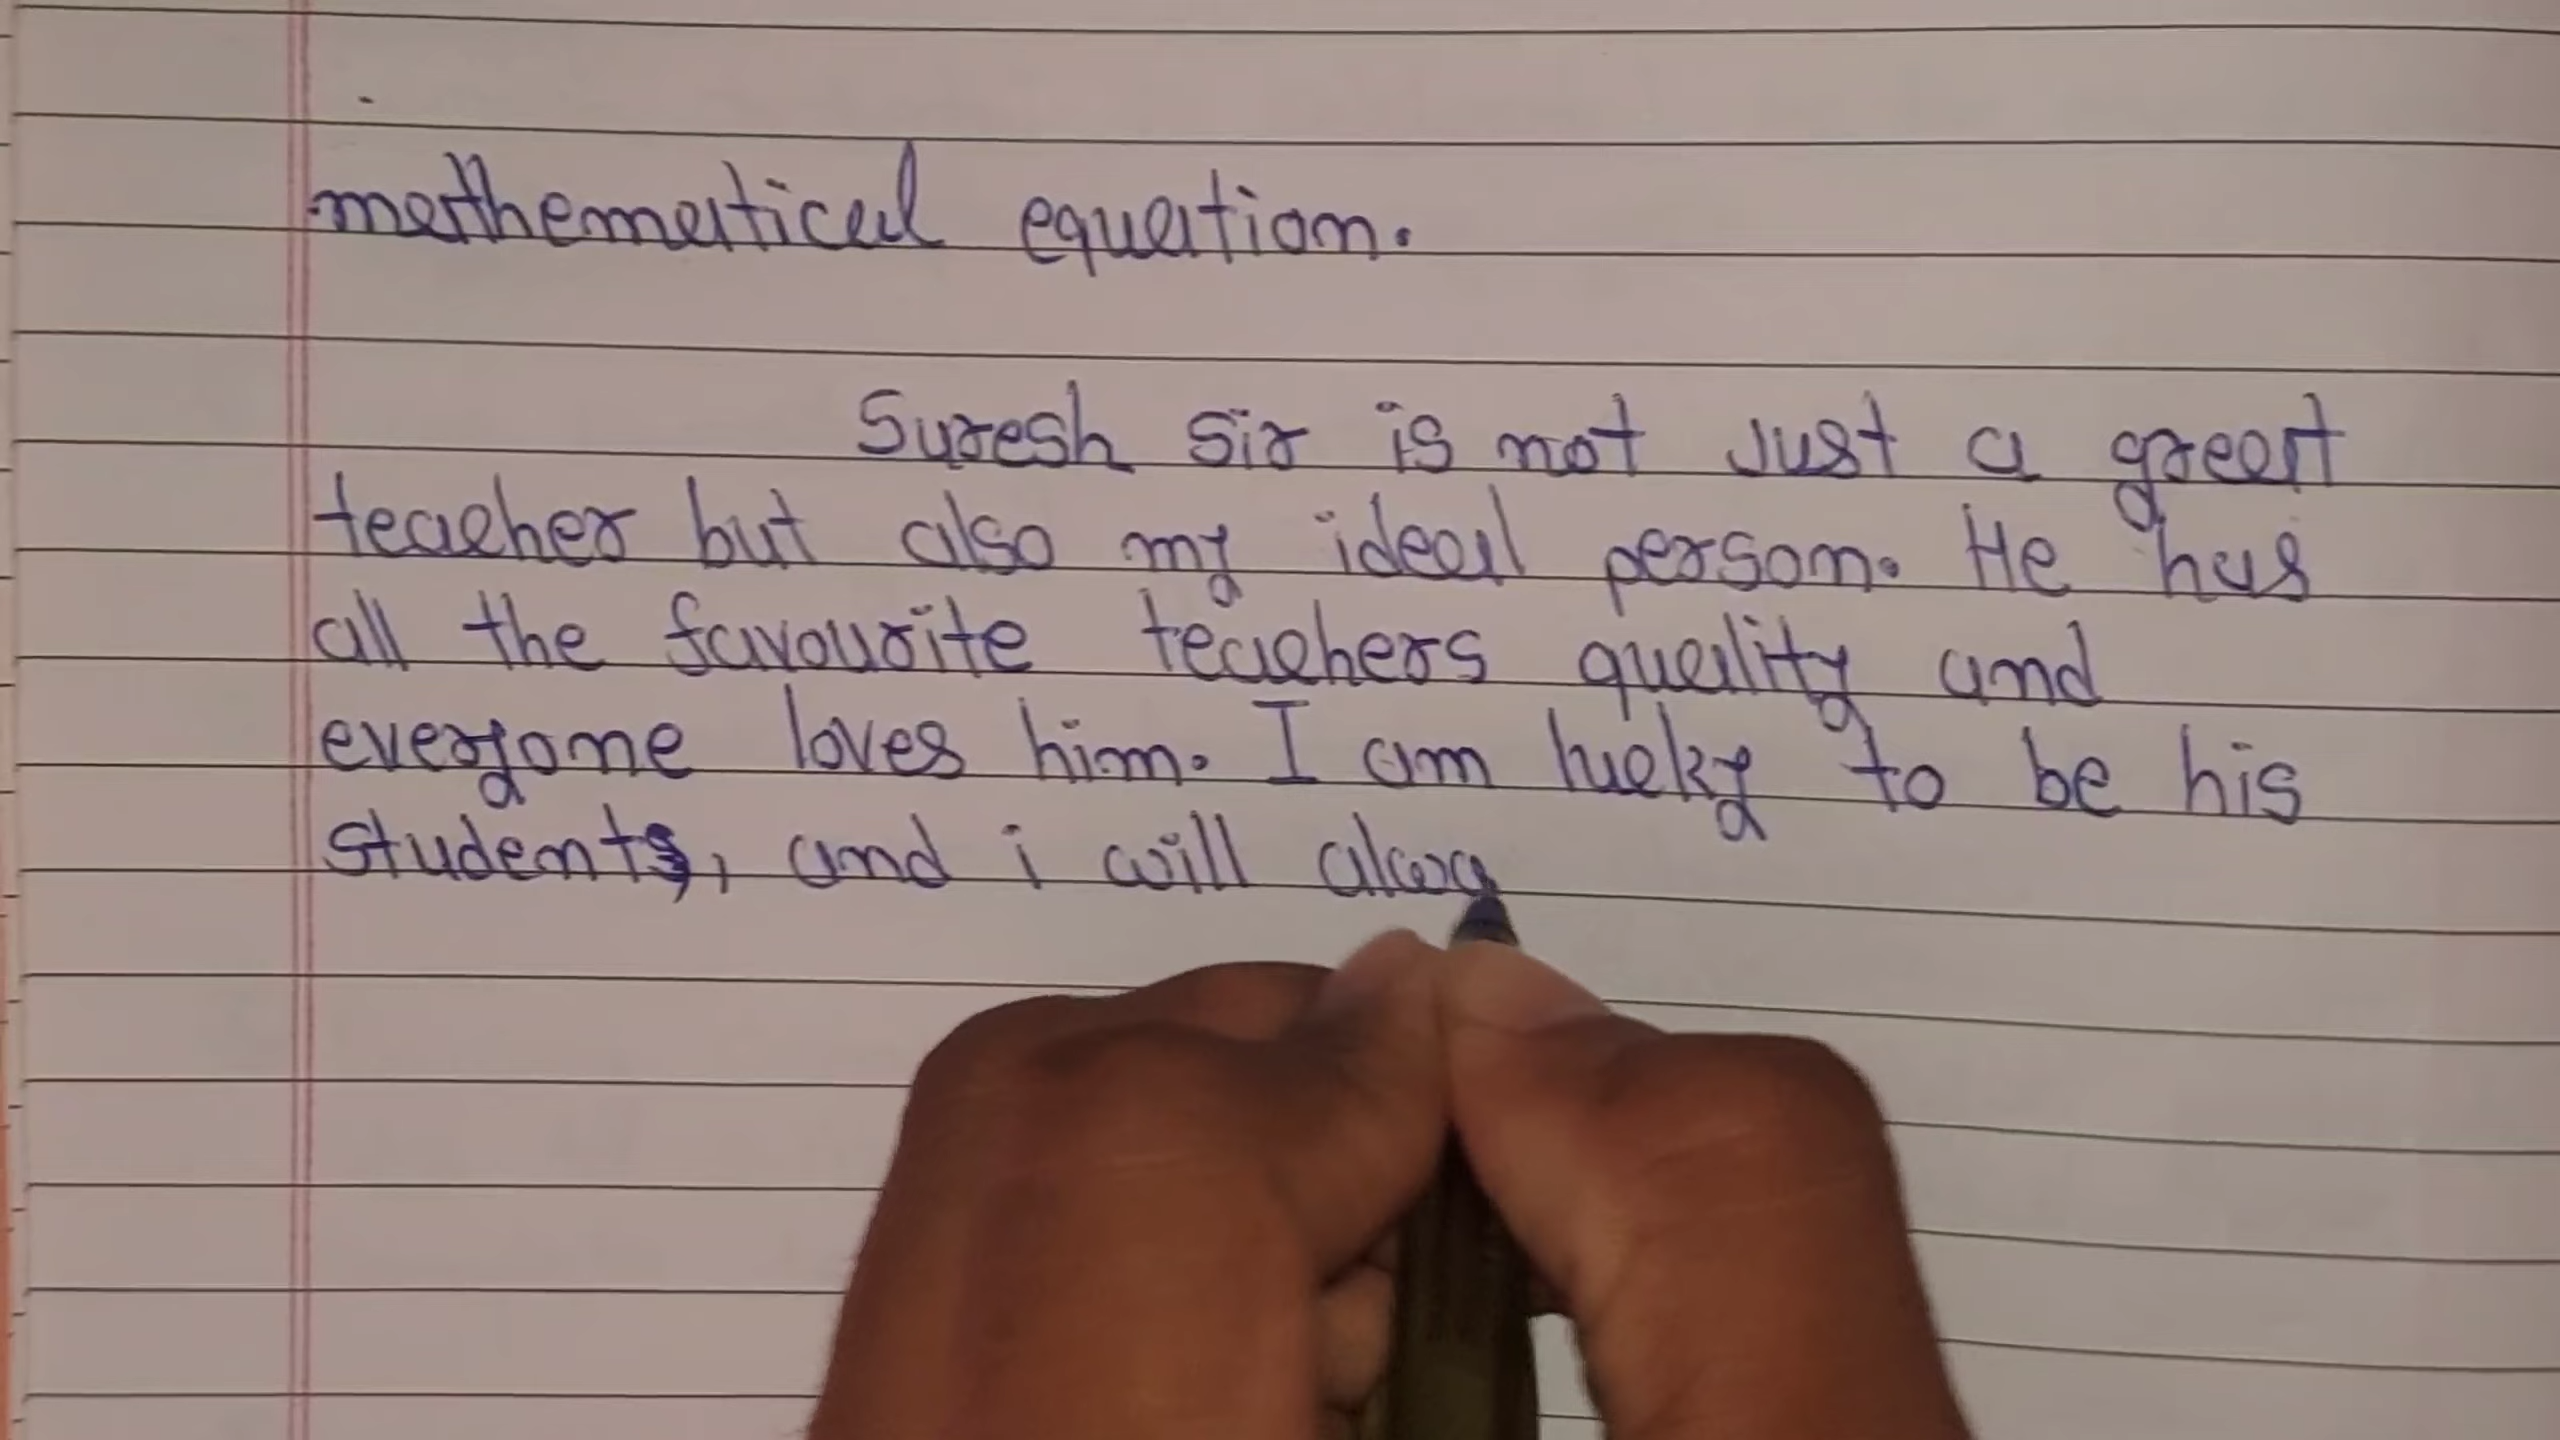 mathematical equation.
Suresh Sir is not Just a great
teacher but also my ideal person. He has
all the favourite teachers quality and
everyone loves him. I am lucky to be his
students, and i will alwa